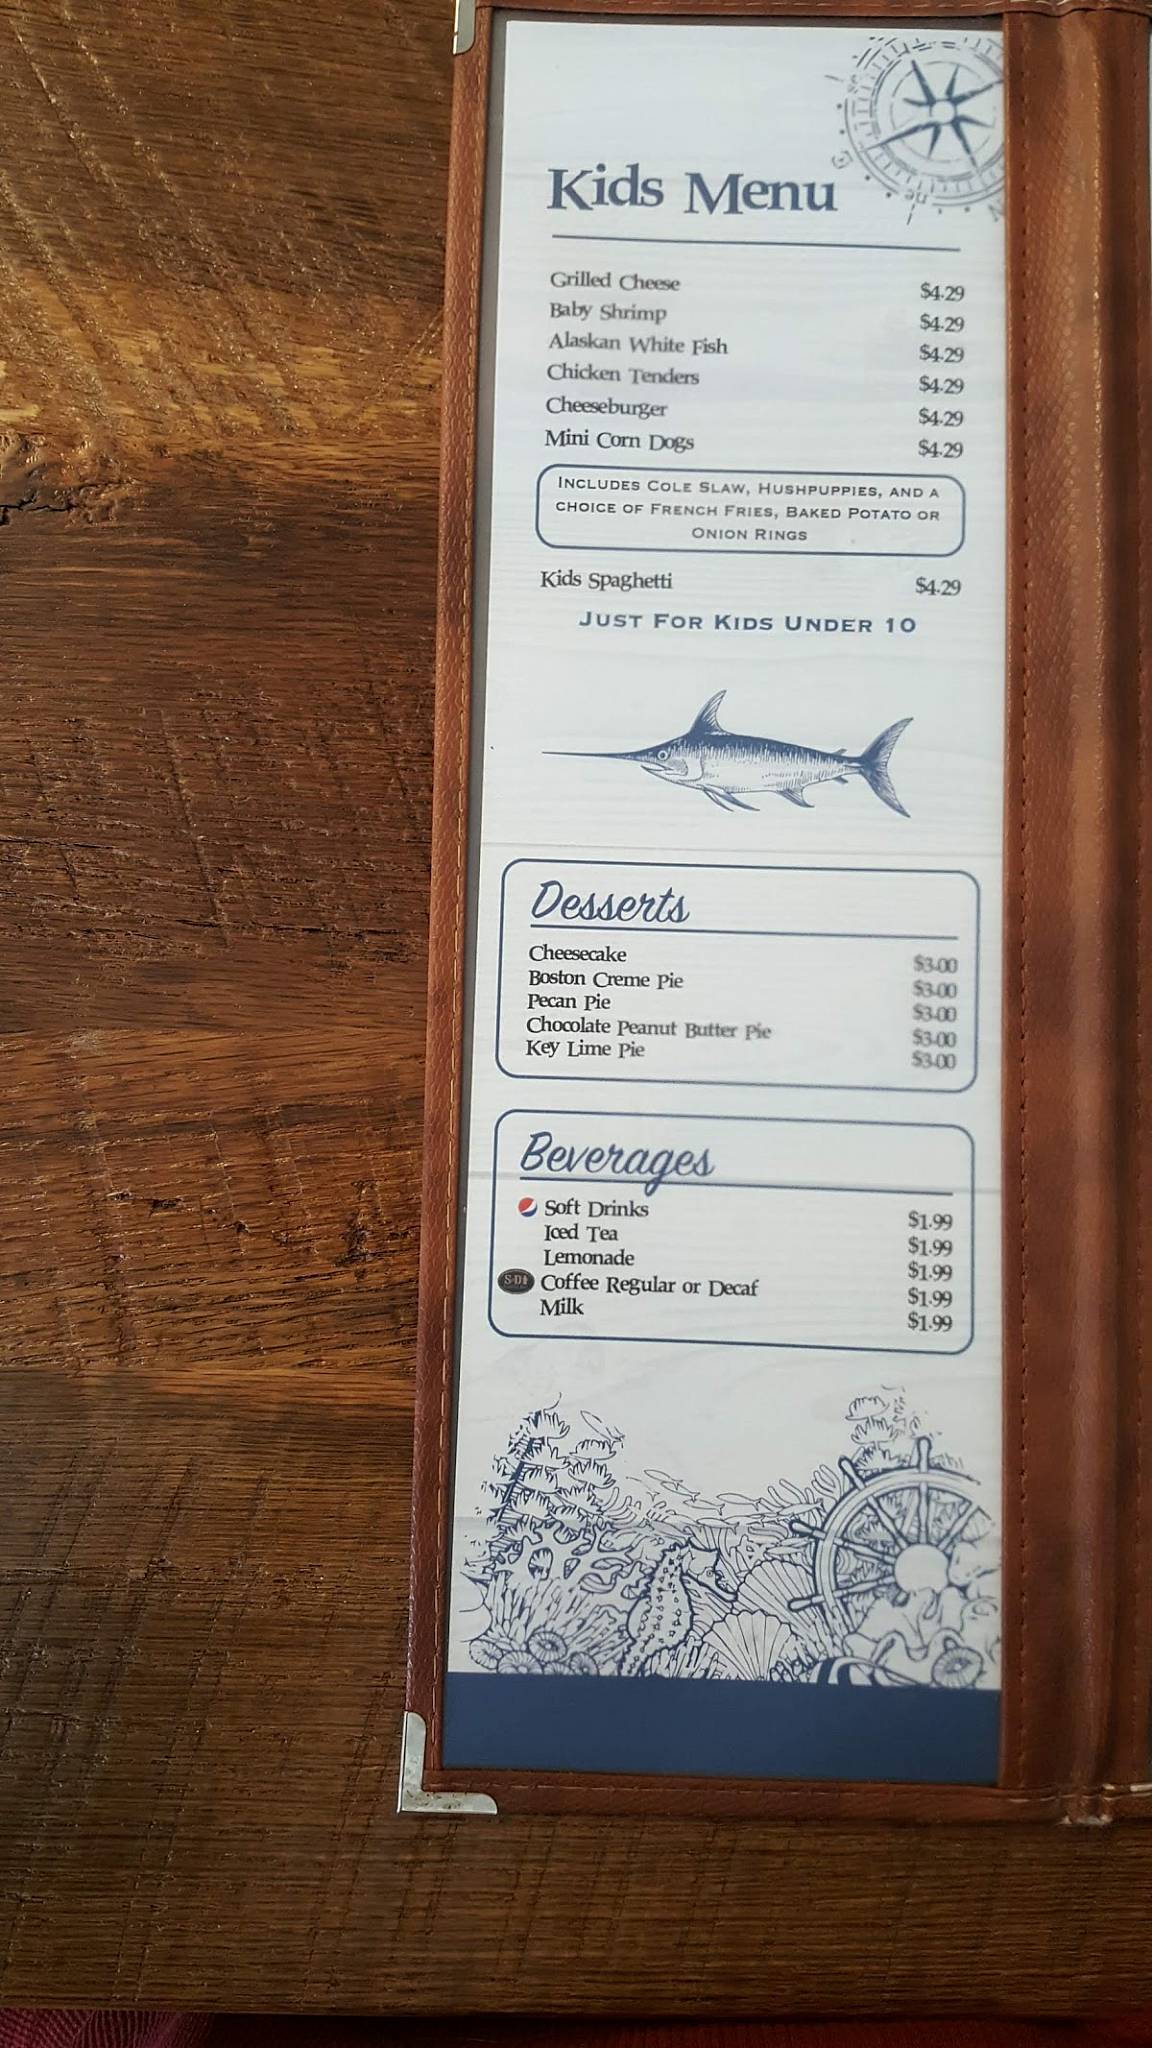 Kids Menu
Grilled Cheese $4.29
Baby Shrimp $4.29
Alaskan White Fish $4.29
Chicken Tenders $4.29
Cheeseburger $4.29
Mini Corn Dogs $4.29
INCLUDES COLE SLAW, HUSHPUPPIES, AND A
CHOICE OF FRENCH FRIES, BAKED POTATO OR
ONION RINGS
Kids Spaghetti $4.29
JUST FOR KIDS UNDER 10
Desserts
Cheesecake $3.00
Boston Creme Pie $3.00
Pecan Pie $3.00
Chocolate Peanut Butter Pie $3.00
Key Lime Pie $3.00
Beverages
Soft Drinks $1.99
Iced Tea $1.99
Lemonade $1.99
S&D Coffee Regular or Decaf $1.99
Milk $1.99